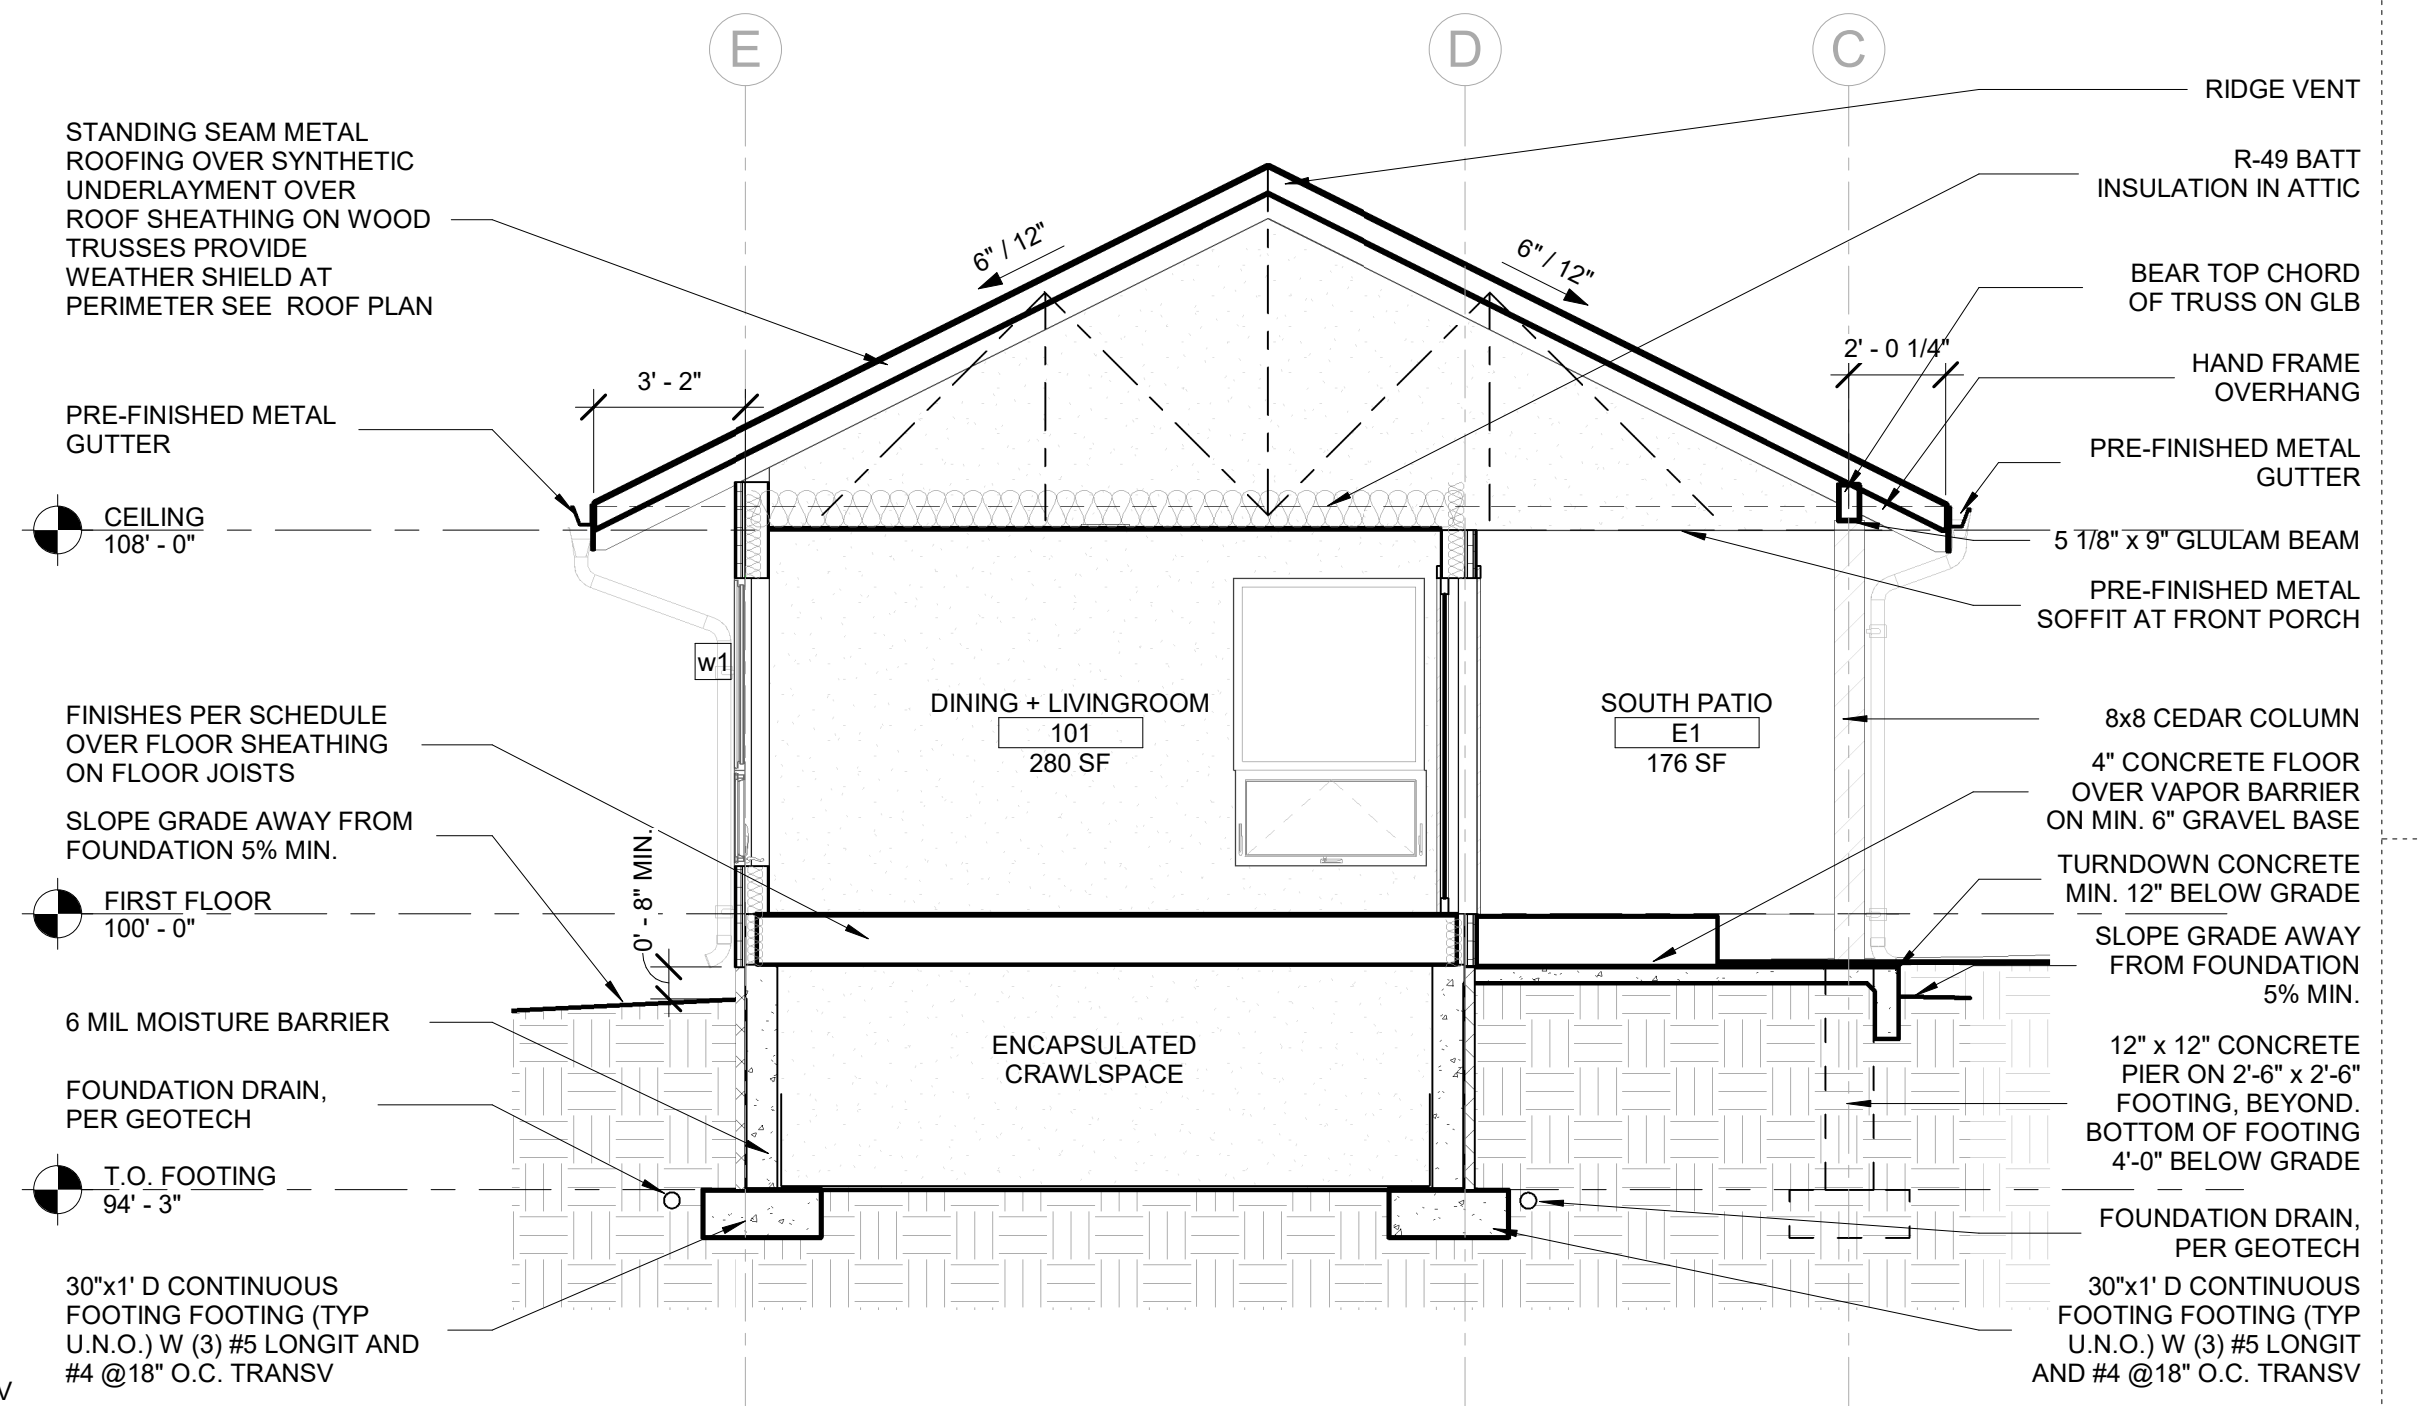 E
D
C
STANDING SEAM METAL
ROOFING OVER SYNTHETIC
UNDERLAYMENT OVER
ROOF SHEATHING ON WOOD
TRUSSES PROVIDE
WEATHER SHIELD AT
PERIMETER SEE ROOF PLAN
PRE-FINISHED METAL
GUTTER
CEILING
108' - 0"
FINISHES PER SCHEDULE
OVER FLOOR SHEATHING
ON FLOOR JOISTS
SLOPE GRADE AWAY FROM
FOUNDATION 5% MIN.
FIRST FLOOR
100' - 0"
6 MIL MOISTURE BARRIER
FOUNDATION DRAIN,
PER GEOTECH
T.O. FOOTING
94' - 3"
30"x1' D CONTINUOUS
FOOTING FOOTING (TYP
U.N.O.) W (3) #5 LONGIT AND
#4 @18" O.C. TRANSV
V
3' - 2"
6" / 12"
6" / 12"
2' - 0 1/4"
w1
0' - 8" MIN.
DINING + LIVINGROOM
101
280 SF
SOUTH PATIO
E1
176 SF
ENCAPSULATED
CRAWLSPACE
RIDGE VENT
R-49 BATT
INSULATION IN ATTIC
BEAR TOP CHORD
OF TRUSS ON GLB
HAND FRAME
OVERHANG
PRE-FINISHED METAL
GUTTER
5 1/8" x 9" GLULAM BEAM
PRE-FINISHED METAL
SOFFIT AT FRONT PORCH
8x8 CEDAR COLUMN
4" CONCRETE FLOOR
OVER VAPOR BARRIER
ON MIN. 6" GRAVEL BASE
TURNDOWN CONCRETE
MIN. 12" BELOW GRADE
SLOPE GRADE AWAY
FROM FOUNDATION
5% MIN.
12" x 12" CONCRETE
PIER ON 2'-6" x 2'-6"
FOOTING, BEYOND.
BOTTOM OF FOOTING
4'-0" BELOW GRADE
FOUNDATION DRAIN,
PER GEOTECH
30"x1' D CONTINUOUS
FOOTING FOOTING (TYP
U.N.O.) W (3) #5 LONGIT
AND #4 @18" O.C. TRANSV